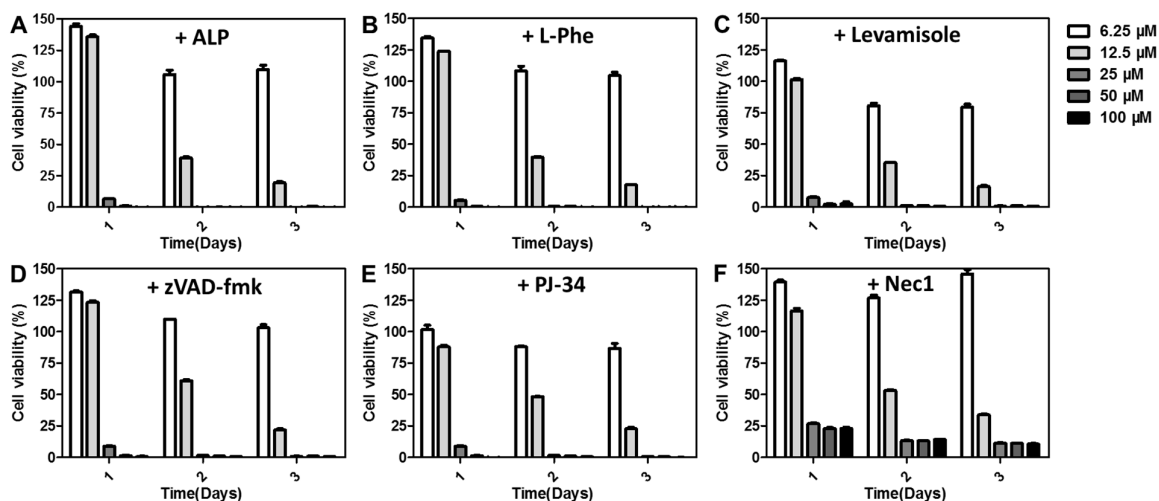 A
+ ALP
150
125
100
75
50
25
0
Cell viability (%)
1
2
3
Time(Days)
B
+ L-Phe
150
125
100
75
50
25
0
Cell viability (%)
1
2
3
Time(Days)
C
+ Levamisole
150
125
100
75
50
25
0
Cell viability (%)
1
2
3
Time(Days)
6.25 µM
12.5 µM
25 µM
50 µM
100 µM
D
+ zVAD-fmk
150
125
100
75
50
25
0
Cell viability (%)
1
2
3
Time(Days)
E
+ PJ-34
150
125
100
75
50
25
0
Cell viability (%)
1
2
3
Time(Days)
F
+ Nec1
150
125
100
75
50
25
0
Cell viability (%)
1
2
3
Time(Days)